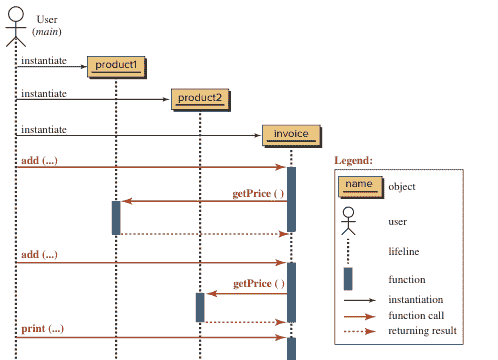 User
(main)
instantiate
product1
instantiate
product2
instantiate
invoice
add (...)
getPrice ( )
add (...)
getPrice ( )
print (...)
Legend:
name
object
user
lifeline
function
instantiation
function call
returning result